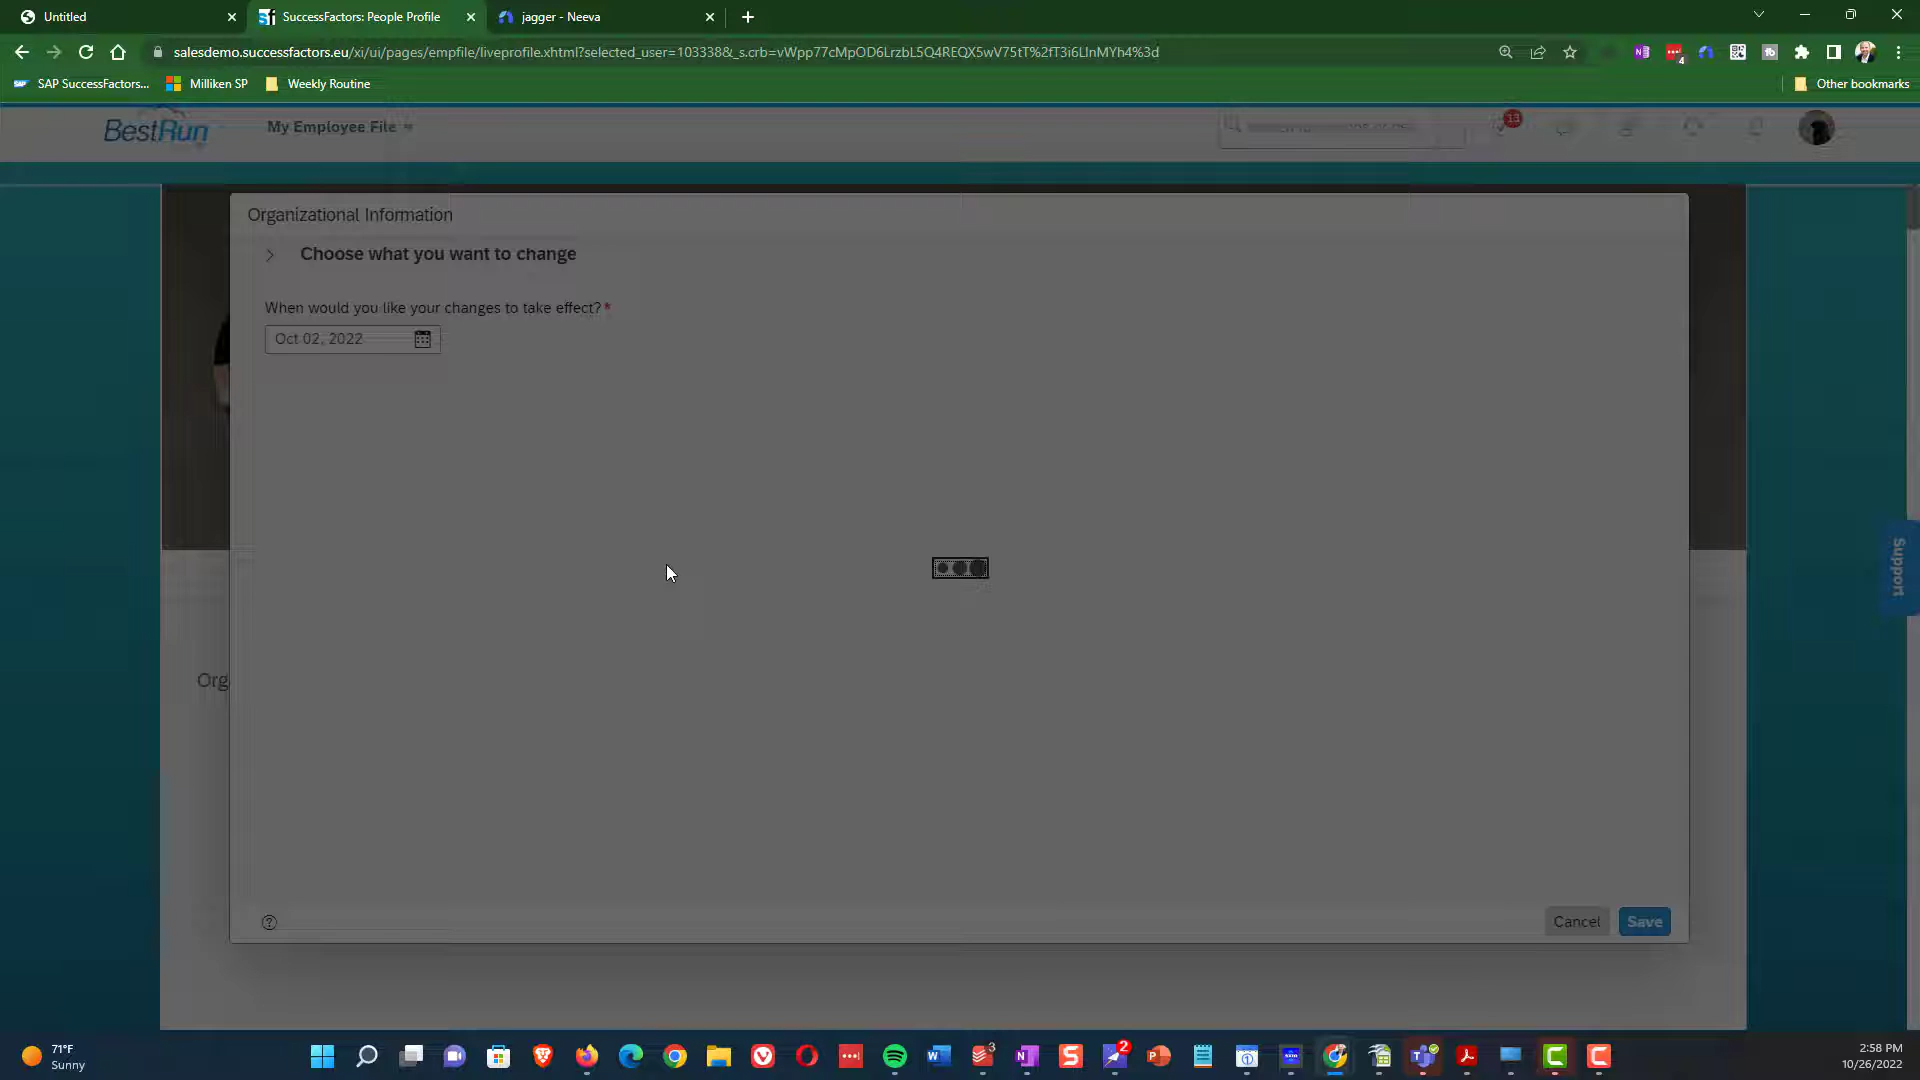 Untitled
SuccessFactors: People Profile
jagger - Neeva
salesdemo.successfactors.eu/xi/ui/pages/empfile/liveprofile.xhtml?selected_user=103338&_s.crb=vWpp77cMpOD6LrzbL5Q4REQX5wV75tT%2fT3i6LlnMYh4%3d
4
SAP SuccessFactors...
Milliken SP
Weekly Routine
Other bookmarks
BestRun
My Employee File
13
Organizational Information
Choose what you want to change
When would you like your changes to take effect?*
Oct 02, 2022
Support
Org
Cancel
Save
71°F
Sunny
3
2
2:58 PM
10/26/2022